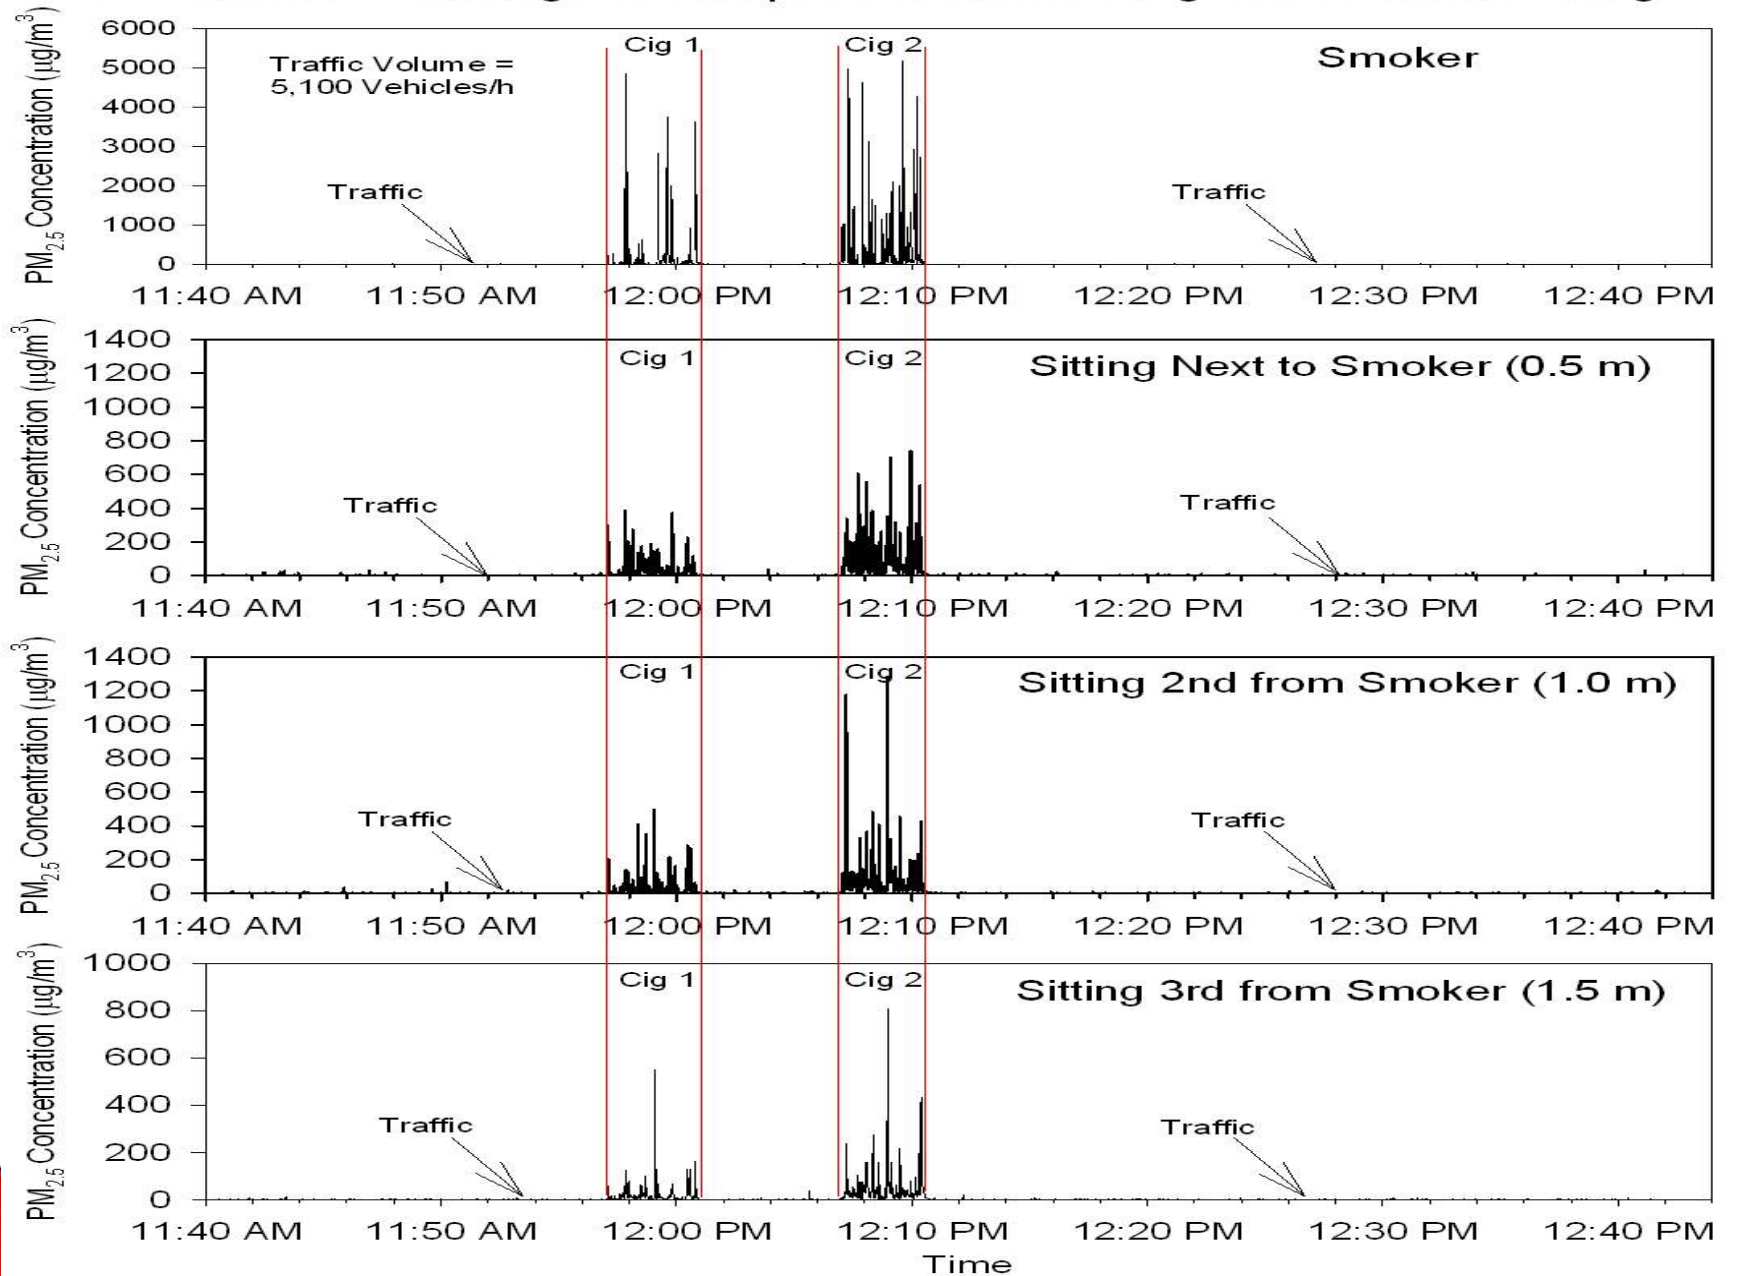 PM2.5 Concentration (µg/m3)
6000
5000
4000
3000
2000
1000
0
Traffic Volume =
5,100 Vehicles/h
Cig 1
Cig 2
Smoker
Traffic
Traffic
11:40 AM 11:50 AM 12:00 PM 12:10 PM 12:20 PM 12:30 PM 12:40 PM
PM2.5 Concentration (µg/m3)
1400
1200
1000
800
600
400
200
0
Cig 1
Cig 2
Sitting Next to Smoker (0.5 m)
Traffic
Traffic
11:40 AM 11:50 AM 12:00 PM 12:10 PM 12:20 PM 12:30 PM 12:40 PM
PM2.5 Concentration (µg/m3)
1400
1200
1000
800
600
400
200
0
Cig 1
Cig 2
Sitting 2nd from Smoker (1.0 m)
Traffic
Traffic
11:40 AM 11:50 AM 12:00 PM 12:10 PM 12:20 PM 12:30 PM 12:40 PM
PM2.5 Concentration (µg/m3)
1000
800
600
400
200
0
Cig 1
Cig 2
Sitting 3rd from Smoker (1.5 m)
Traffic
Traffic
11:40 AM 11:50 AM 12:00 PM 12:10 PM 12:20 PM 12:30 PM 12:40 PM
Time